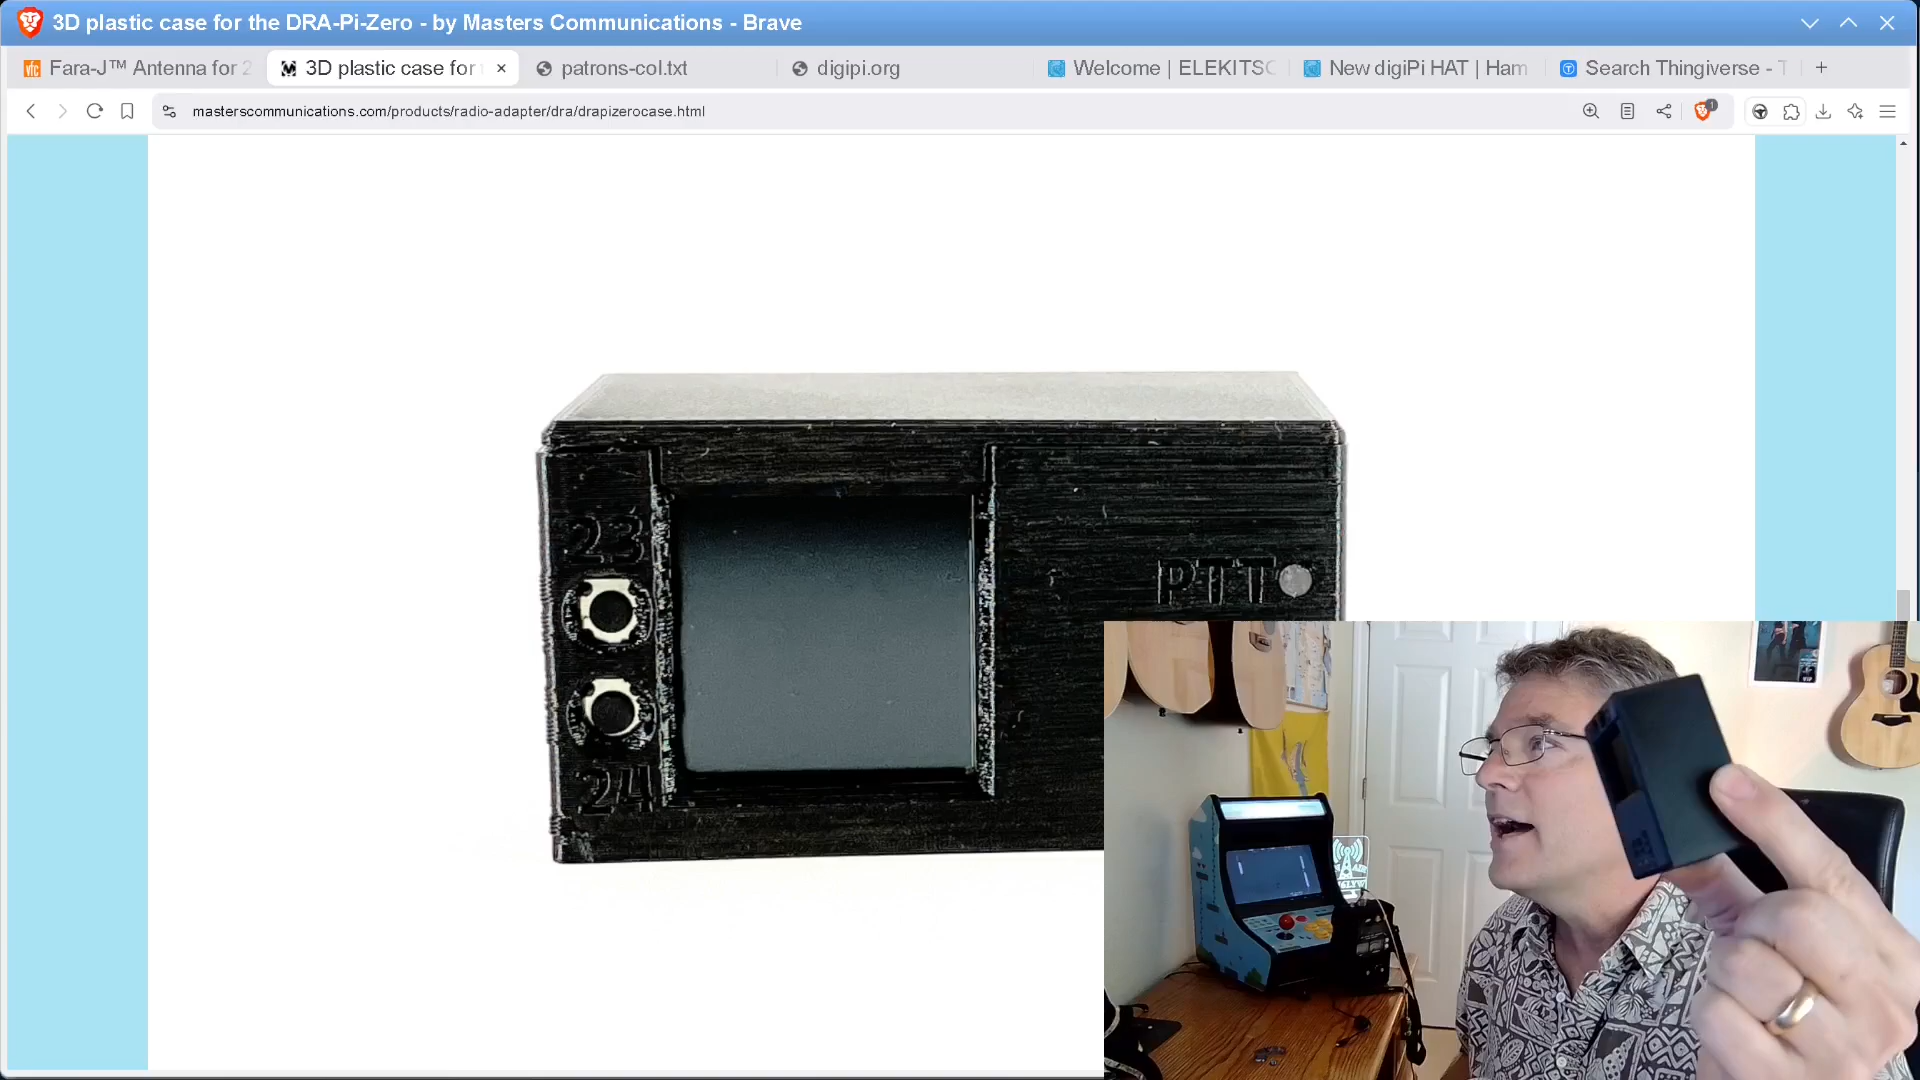 3D plastic case for the DRA-Pi-Zero - by Masters Communications - Brave
Fara-J™ Antenna for 2
3D plastic case for
patrons-col.txt
digipi.org
Welcome | ELEKITSO
New digiPi HAT | Ham
Search Thingiverse - T
masterscommunications.com/products/radio-adapter/dra/drapizerocase.html
1
23
PTT
24